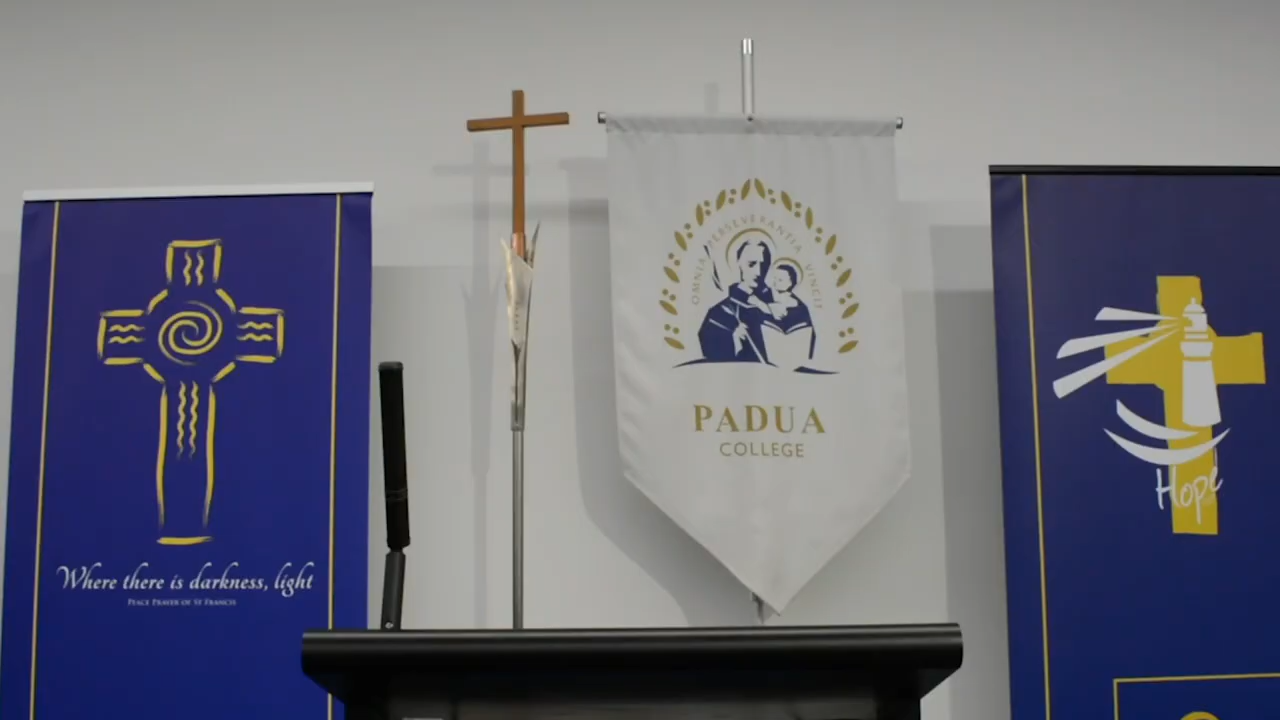 Where there is darkness, light
PEACE PRAYER OF ST FRANCIS
OMNIA PERSEVERANTIA VINCIT
PADUA
COLLEGE
Hope